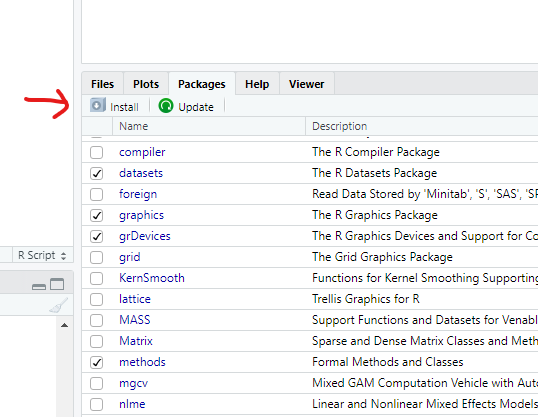 Files Plots Packages Help Viewer
Install Update
Name Description
compiler The R Compiler Package
datasets The R Datasets Package
foreign Read Data Stored by 'Minitab', 'S', 'SAS',
graphics The R Graphics Package
grDevices The R Graphics Devices and Support for Co
grid The Grid Graphics Package
R Script
KernSmooth Functions for Kernel Smoothing Supporting
lattice Trellis Graphics for R
MASS Support Functions and Datasets for Venabl
Matrix Sparse and Dense Matrix Classes and Meth
methods Formal Methods and Classes
mgcv Mixed GAM Computation Vehicle with Auto
nlme Linear and Nonlinear Mixed Effects Models